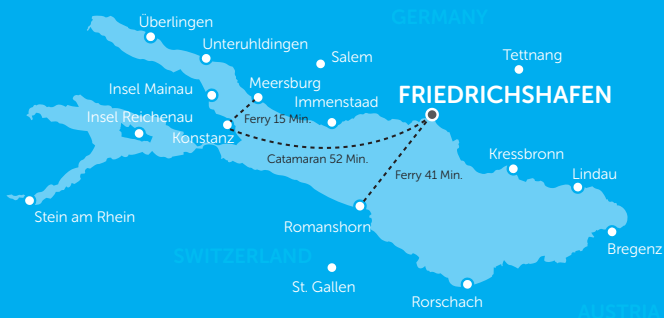 GERMANY
Überlingen
Unteruhldingen
Salem
Tettnang
Insel Mainau
Meersburg
Immenstaad
FRIEDRICHSHAFEN
Insel Reichenau
Ferry 15 Min.
Konstanz
Catamaran 52 Min.
Kressbronn
Ferry 41 Min.
Lindau
Stein am Rhein
Romanshorn
Bregenz
SWITZERLAND
St. Gallen
Rorschach
AUSTRIA